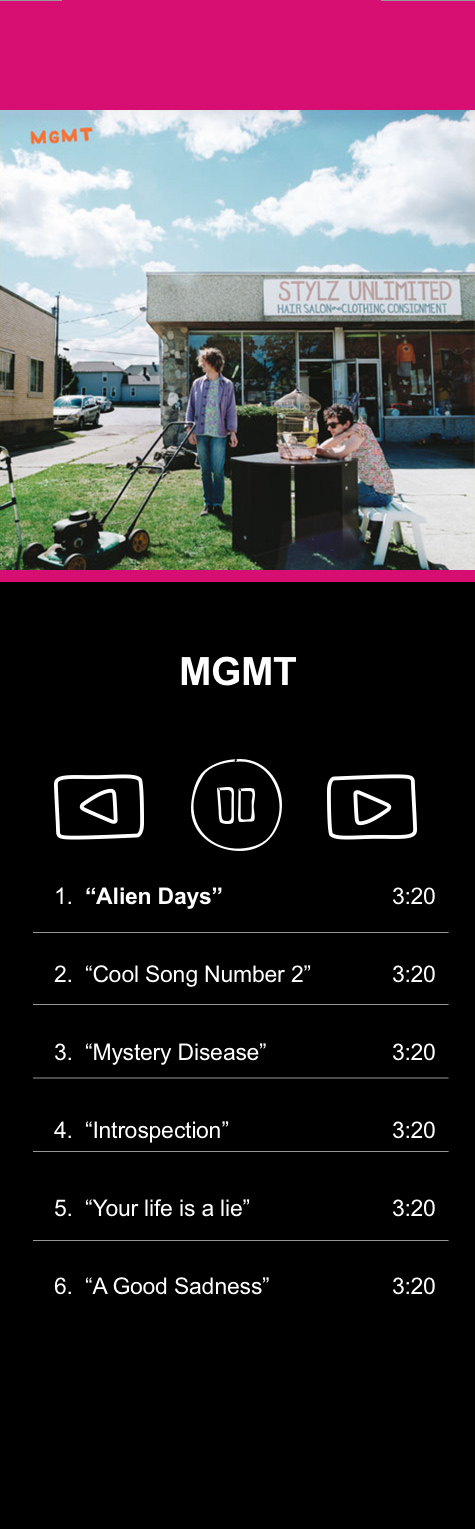 MGMT
STYLZ UNLIMITED
HAIR SALON CLOTHING CONSIGNMENT
MGMT
1. “Alien Days” 3:20
2. “Cool Song Number 2” 3:20
3. “Mystery Disease” 3:20
4. “Introspection” 3:20
5. “Your life is a lie” 3:20
6. “A Good Sadness” 3:20